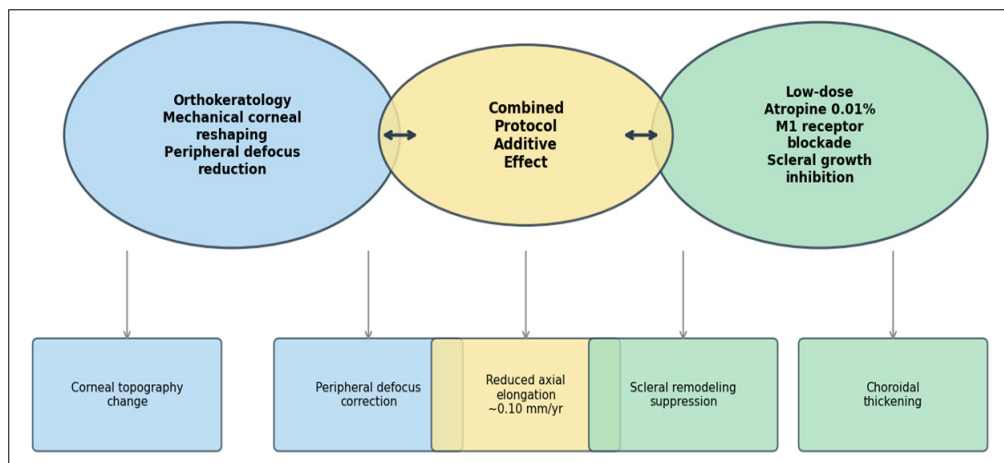 Orthokeratology
Mechanical corneal
reshaping
Peripheral defocus
reduction
Combined
Protocol
Additive
Effect
Low-dose
Atropine 0.01%
M1 receptor
blockade
Scleral growth
inhibition
Corneal topography
change
Peripheral defocus
correction
Reduced axial
elongation
~0.10 mm/yr
Scleral remodeling
suppression
Choroidal
thickening